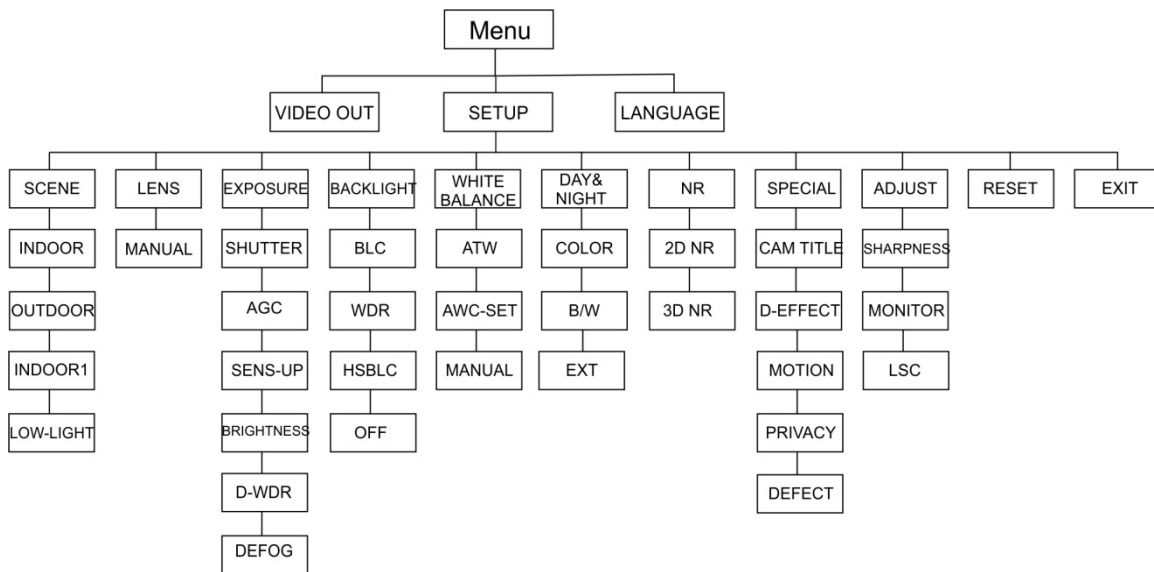 Menu
VIDEO OUT
SETUP
LANGUAGE
SCENE
LENS
EXPOSURE
BACKLIGHT
WHITE
BALANCE
DAY&
NIGHT
NR
SPECIAL
ADJUST
RESET
EXIT
INDOOR
MANUAL
SHUTTER
BLC
ATW
COLOR
2D NR
CAM TITLE
SHARPNESS
OUTDOOR
AGC
WDR
AWC-SET
B/W
3D NR
D-EFFECT
MONITOR
INDOOR1
SENS-UP
HSBLC
MANUAL
EXT
MOTION
LSC
LOW-LIGHT
BRIGHTNESS
OFF
PRIVACY
D-WDR
DEFECT
DEFOG